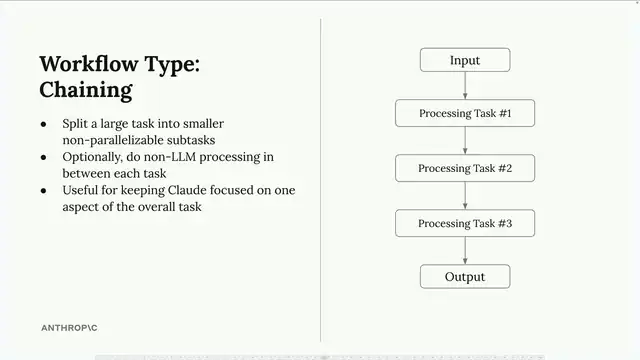 Workflow Type:
Chaining
● Split a large task into smaller
non-parallelizable subtasks
● Optionally, do non-LLM processing in
between each task
● Useful for keeping Claude focused on one
aspect of the overall task
ANTHROP\C
Input
Processing Task #1
Processing Task #2
Processing Task #3
Output